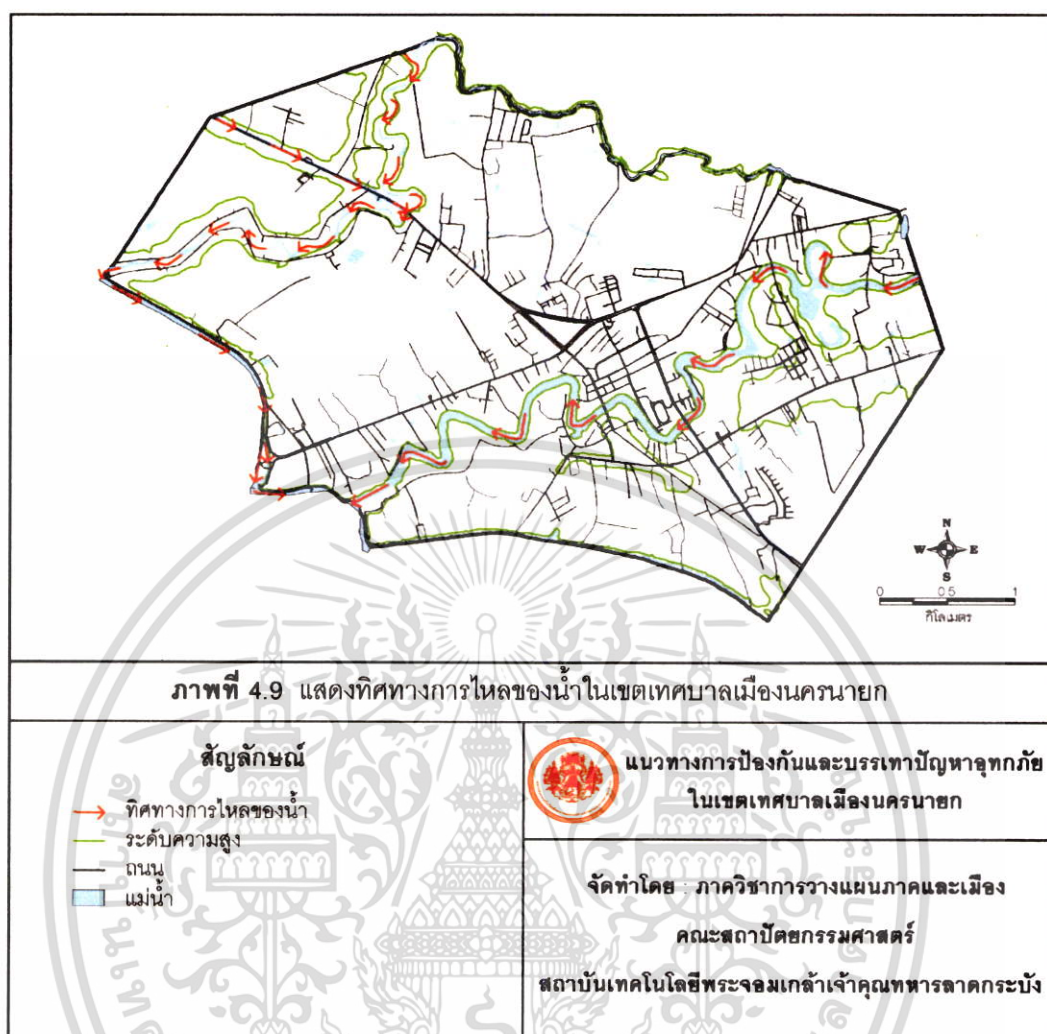 N
W E
S
0 0.5 1
กิโลเมตร
ภาพที่ 4.9 แสดงทิศทางการไหลของน้ำในเขตเทศบาลเมืองนครนายก
สัญลักษณ์
ทิศทางการไหลของน้ำ
ระดับความสูง
ถนน
แม่น้ำ
แนวทางการป้องกันและบรรเทาปัญหาอุทกภัย
ในเขตเทศบาลเมืองนครนายก
จัดทำโดย : ภาควิชาการวางแผนภาคและเมือง
คณะสถาปัตยกรรมศาสตร์
สถาบันเทคโนโลยีพระจอมเกล้าเจ้าคุณทหารลาดกระบัง